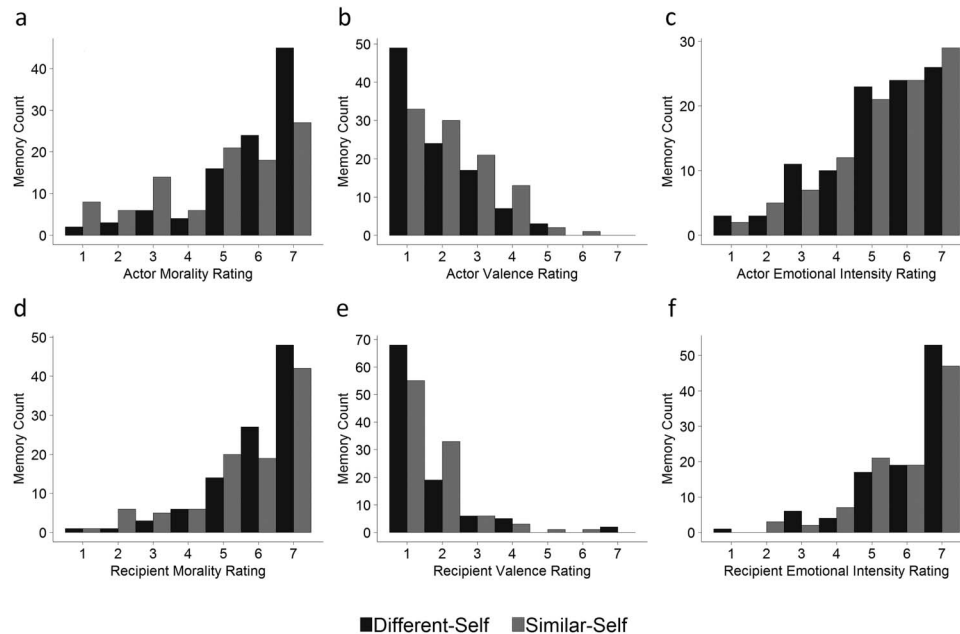 a
40
30
20
10
0
Memory Count
1 2 3 4 5 6 7
Actor Morality Rating
b
50
40
30
20
10
0
Memory Count
1 2 3 4 5 6 7
Actor Valence Rating
c
30
20
10
0
Memory Count
1 2 3 4 5 6 7
Actor Emotional Intensity Rating
d
50
40
30
20
10
0
Memory Count
1 2 3 4 5 6 7
Recipient Morality Rating
e
70
60
50
40
30
20
10
0
Memory Count
1 2 3 4 5 6 7
Recipient Valence Rating
f
50
40
30
20
10
0
Memory Count
1 2 3 4 5 6 7
Recipient Emotional Intensity Rating
Different-Self Similar-Self